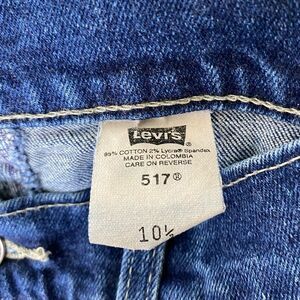 Levi's
98% COTTON 2% Lycra® Spandex
MADE IN COLOMBIA
CARE ON REVERSE
517®
10½